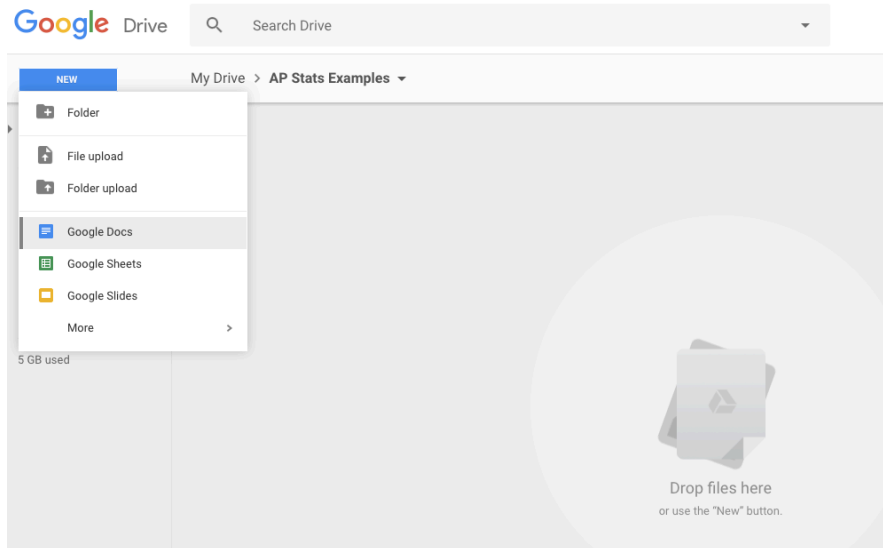 Google Drive
Search Drive
NEW
My Drive > AP Stats Examples
Folder
File upload
Folder upload
Google Docs
Google Sheets
Google Slides
More
5 GB used
Drop files here
or use the “New” button.